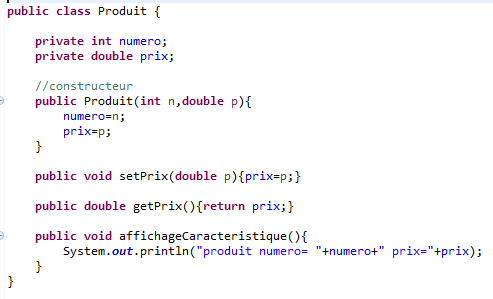 public class Produit {
private int numero;
private double prix;
//constructeur
public Produit(int n,double p){
numero=n;
prix=p;
}
public void setPrix(double p){prix=p;}
public double getPrix(){return prix;}
public void affichageCaracteristique(){
System.out.println("produit numero= "+numero+" prix="+prix);
}
}